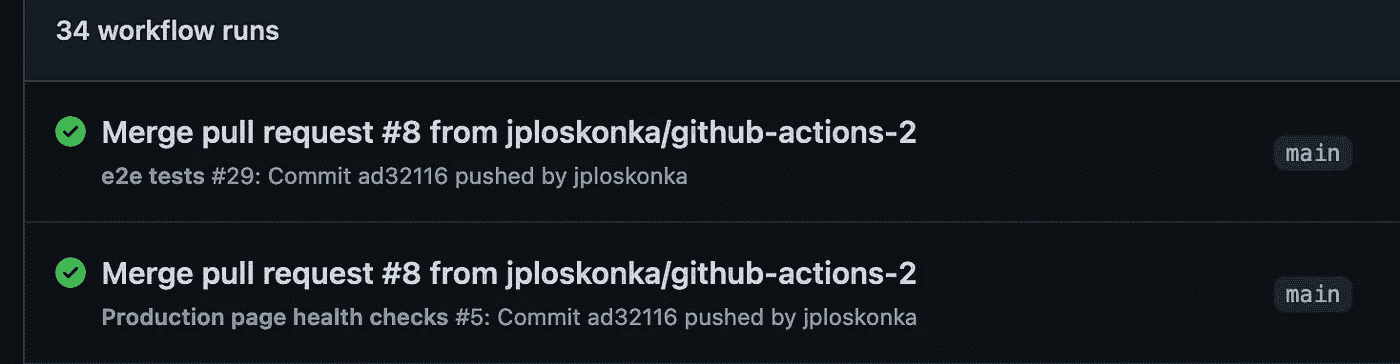 34 workflow runs
Merge pull request #8 from jploskonka/github-actions-2
main
e2e tests #29: Commit ad32116 pushed by jploskonka
Merge pull request #8 from jploskonka/github-actions-2
main
Production page health checks #5: Commit ad32116 pushed by jploskonka